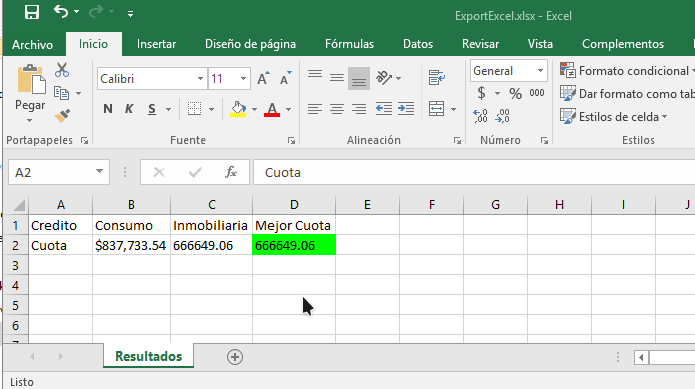 ExportExcel.xlsx - Excel
Archivo Inicio Insertar Diseño de página Fórmulas Datos Revisar Vista Complementos
Pegar
Calibri 11
N K S
A A
General
$ % 000
Formato condicional
Dar formato como tab
Estilos de celda
Portapapeles Fuente Alineación Número Estilos
A2 fx Cuota
A B C D E F G H I J
1 Credito Consumo Inmobiliaria Mejor Cuota
2 Cuota $837,733.54 666649.06 666649.06
3
4
5
6
Resultados
Listo